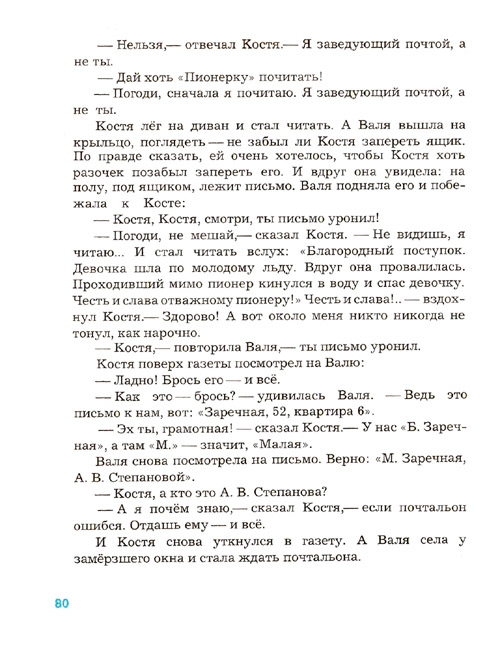 — Нельзя,— отвечал Костя.— Я заведующий почтой, а
не ты.
— Дай хоть «Пионерку» почитать!
— Погоди, сначала я почитаю. Я заведующий почтой, а
не ты.
Костя лёг на диван и стал читать. А Валя вышла на
крыльцо, поглядеть — не забыл ли Костя запереть ящик.
По правде сказать, ей очень хотелось, чтобы Костя хоть
разочек позабыл запереть его. И вдруг она увидела: на
полу, под ящиком, лежит письмо. Валя подняла его и побе-
жала к Косте:
— Костя, Костя, смотри, ты письмо уронил!
— Погоди, не мешай,— сказал Костя. — Не видишь, я
читаю... И стал читать вслух: «Благородный поступок.
Девочка шла по молодому льду. Вдруг она провалилась.
Проходивший мимо пионер кинулся в воду и спас девочку.
Честь и слава отважному пионеру!» Честь и слава!.. — вздох-
нул Костя.— Здорово! А вот около меня никто никогда не
тонул, как нарочно.
— Костя,— повторила Валя,— ты письмо уронил.
Костя поверх газеты посмотрел на Валю:
— Ладно! Брось его — и всё.
— Как это — брось? — удивилась Валя. — Ведь это
письмо к нам, вот: «Заречная, 52, квартира 6».
— Эх ты, грамотная! — сказал Костя.— У нас «Б. Зареч-
ная», а там «М.» — значит, «Малая».
Валя снова посмотрела на письмо. Верно: «М. Заречная,
А. В. Степановой».
— Костя, а кто это А. В. Степанова?
— А я почём знаю,— сказал Костя,— если почтальон
ошибся. Отдашь ему — и всё.
И Костя снова уткнулся в газету. А Валя села у
замёрзшего окна и стала ждать почтальона.
80